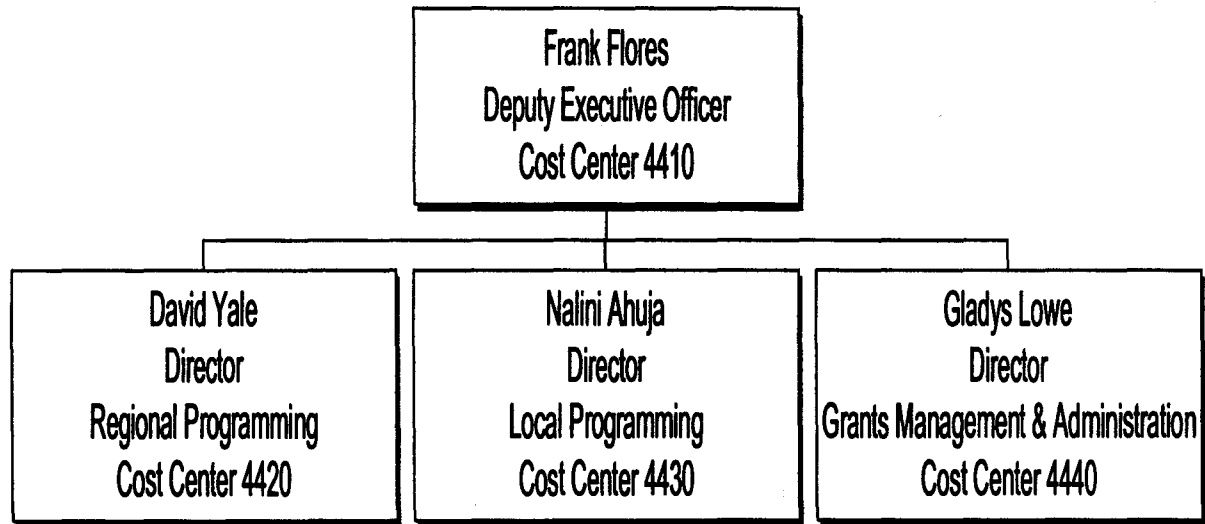 Frank Flores
Deputy Executive Officer
Cost Center 4410
David Yale
Director
Regional Programming
Cost Center 4420
Nalini Ahuja
Director
Local Programming
Cost Center 4430
Gladys Lowe
Director
Grants Management & Administration
Cost Center 4440